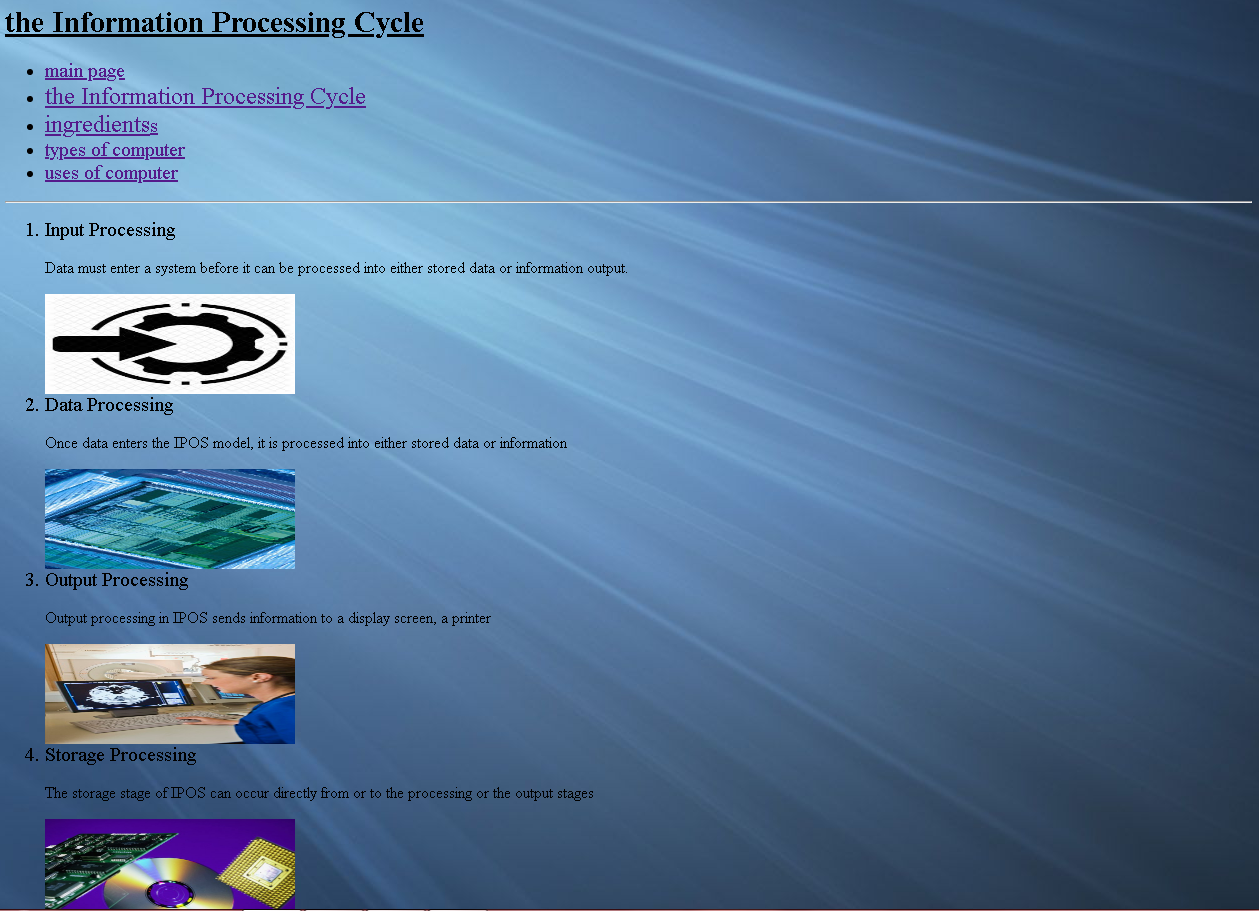 the Information Processing Cycle
main page
the Information Processing Cycle
ingredientss
types of computer
uses of computer
1. Input Processing
Data must enter a system before it can be processed into either stored data or information output.
2. Data Processing
Once data enters the IPOS model, it is processed into either stored data or information
3. Output Processing
Output processing in IPOS sends information to a display screen, a printer
4. Storage Processing
The storage stage of IPOS can occur directly from or to the processing or the output stages